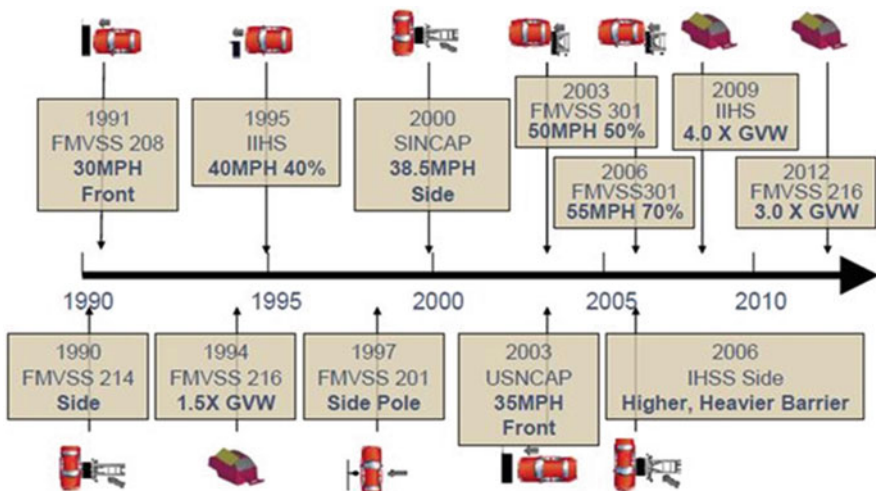 1991
FMVSS 208
30MPH
Front
1995
IIHS
40MPH 40%
2000
SINCAP
38.5MPH
Side
2003
FMVSS 301
50MPH 50%
2006
FMVSS301
55MPH 70%
2009
IIHS
4.0 X GVW
2012
FMVSS 216
3.0 X GVW
1990 1995 2000 2005 2010
1990
FMVSS 214
Side
1994
FMVSS 216
1.5X GVW
1997
FMVSS 201
Side Pole
2003
USNCAP
35MPH
Front
2006
IHSS Side
Higher, Heavier Barrier